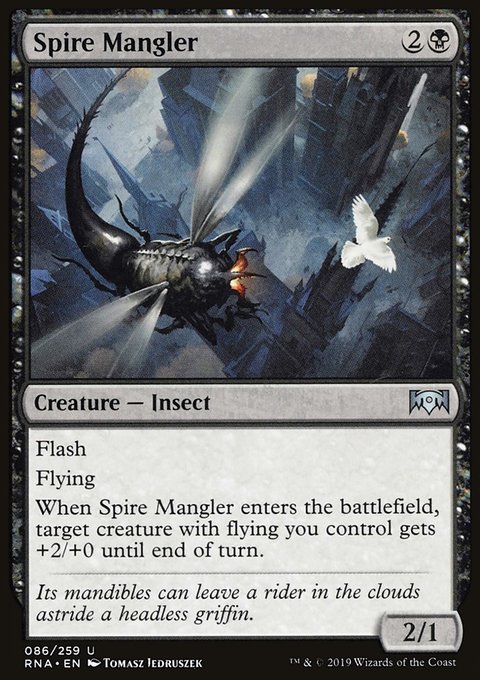 Spire Mangler 2
Creature — Insect
Flash
Flying
When Spire Mangler enters the battlefield,
target creature with flying you control gets
+2/+0 until end of turn.
Its mandibles can leave a rider in the clouds
astride a headless griffin.
2/1
086/259 U
RNA • EN Tomasz Jedruszek ™ & © 2019 Wizards of the Coast